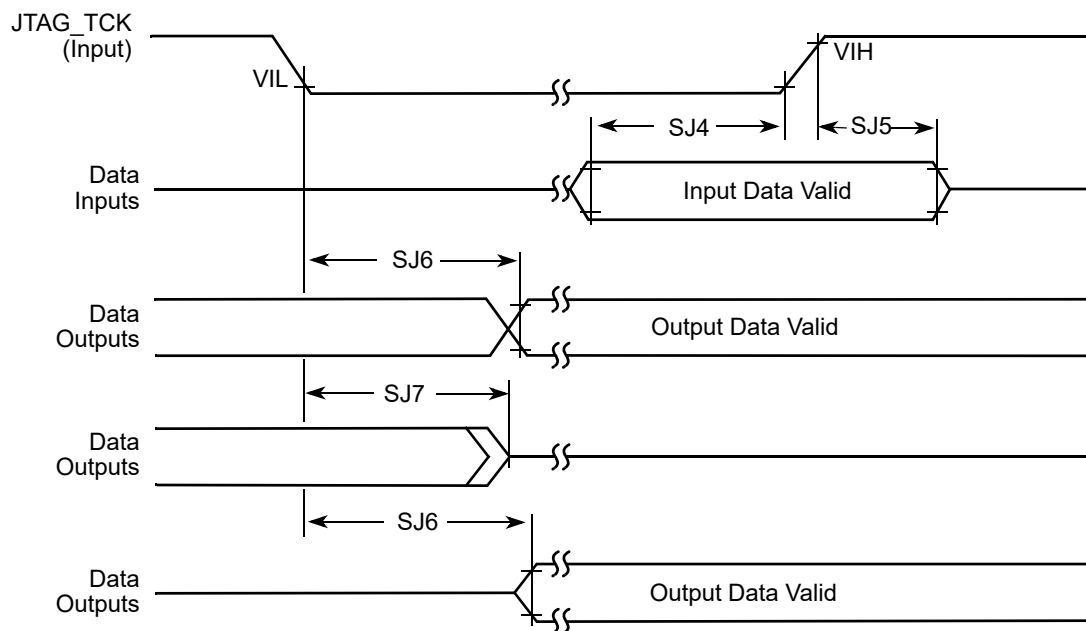 JTAG_TCK
(Input)
VIL
VIH
SJ4
SJ5
Data
Inputs
Input Data Valid
SJ6
Data
Outputs
Output Data Valid
SJ7
Data
Outputs
SJ6
Data
Outputs
Output Data Valid